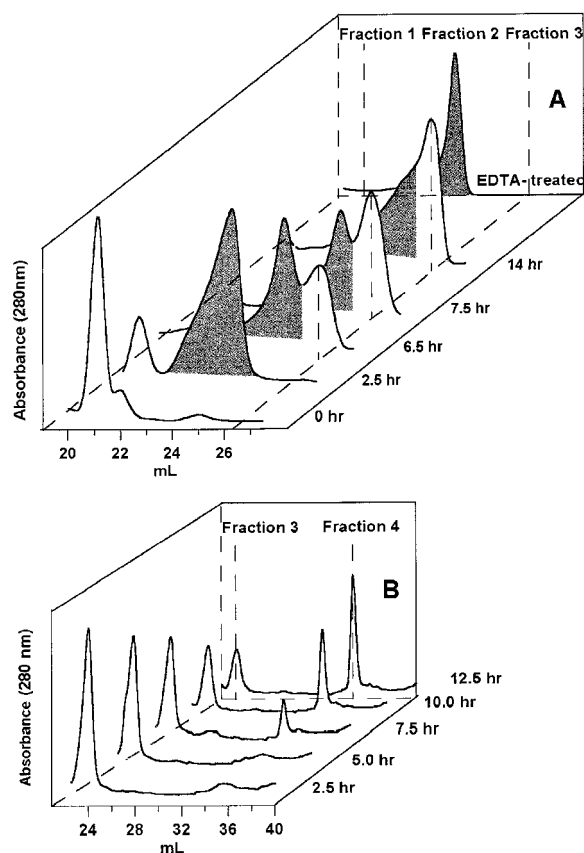 Fraction 1 Fraction 2 Fraction 3
A
EDTA-treated
14 hr
7.5 hr
6.5 hr
2.5 hr
0 hr
Absorbance (280nm)
20 22 24 26
mL
Fraction 3 Fraction 4
B
12.5 hr
10.0 hr
7.5 hr
5.0 hr
2.5 hr
Absorbance (280 nm)
24 28 32 36 40
mL